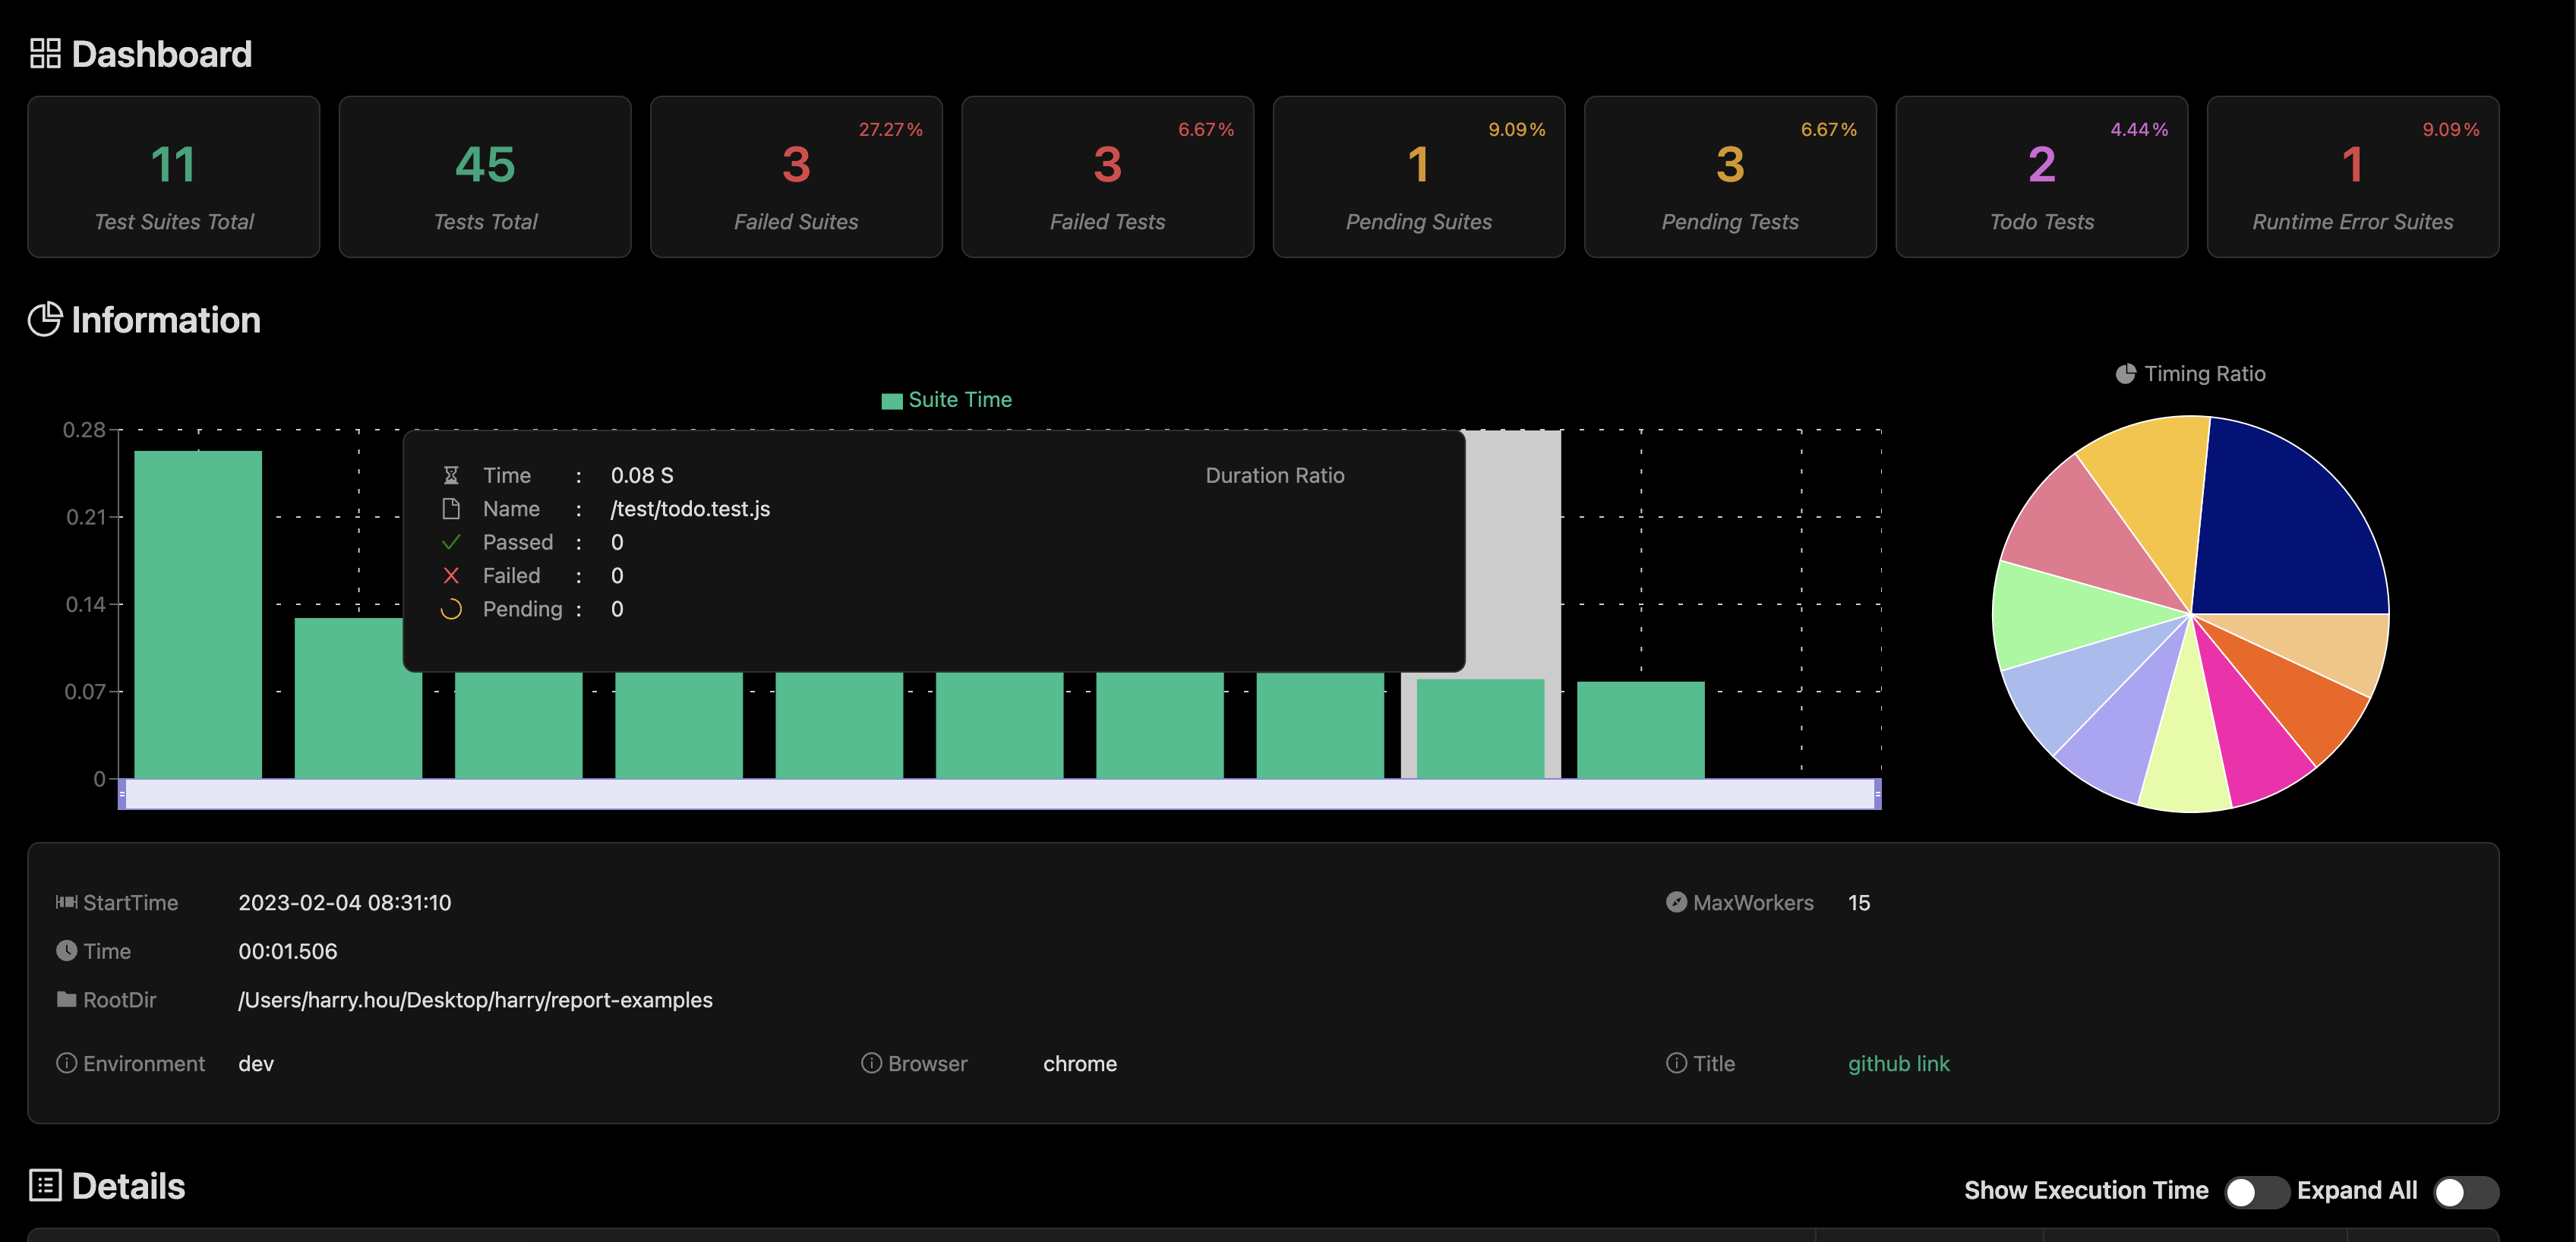 Dashboard
11
Test Suites Total
45
Tests Total
27.27%
3
Failed Suites
6.67%
3
Failed Tests
9.09%
1
Pending Suites
6.67%
3
Pending Tests
4.44%
2
Todo Tests
9.09%
1
Runtime Error Suites
Information
Suite Time
0.28
0.21
0.14
0.07
0
Time : 0.08 S
Name : /test/todo.test.js
Passed : 0
Failed : 0
Pending : 0
Duration Ratio
Timing Ratio
StartTime 2023-02-04 08:31:10
MaxWorkers 15
Time 00:01.506
RootDir /Users/harry.hou/Desktop/harry/report-examples
Environment dev
Browser chrome
Title github link
Details
Show Execution Time
Expand All